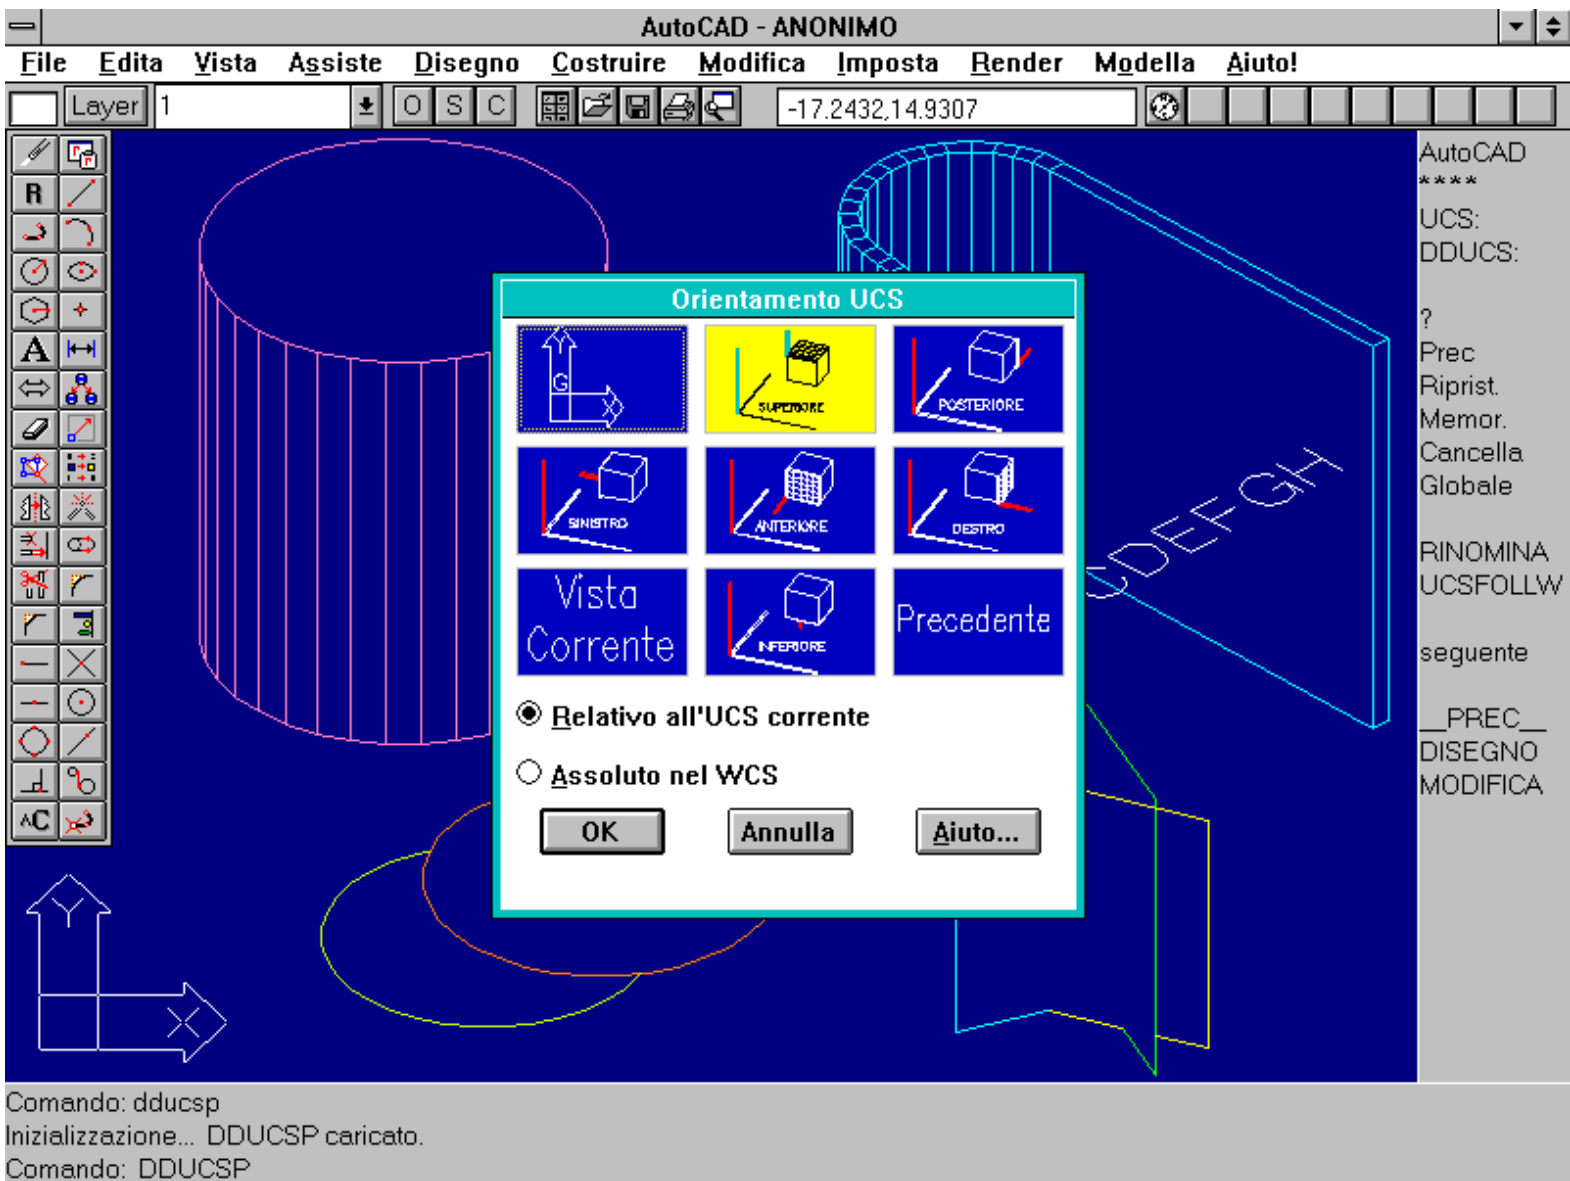 AutoCAD - ANONIMO
File Edita Vista Assiste Disegno Costruire Modifica Imposta Render Modella Aiuto!
Layer 1 O S C -17.2432,14.9307
R
A
AC
AutoCAD
****
UCS:
DDUCS:
?
Prec
Riprist.
Memor.
Cancella
Globale
RINOMINA
UCSFOLLW
seguente
__PREC__
DISEGNO
MODIFICA
Orientamento UCS
Y
G
X
SUPERIORE
POSTERIORE
SINISTRO
ANTERIORE
DESTRO
Vista
Corrente
INFERIORE
Precedente
Relativo all'UCS corrente
Assoluto nel WCS
OK
Annulla
Aiuto...
CDEFGH
Y
X
Comando: dducsp
Inizializzazione... DDUCSP caricato.
Comando: DDUCSP